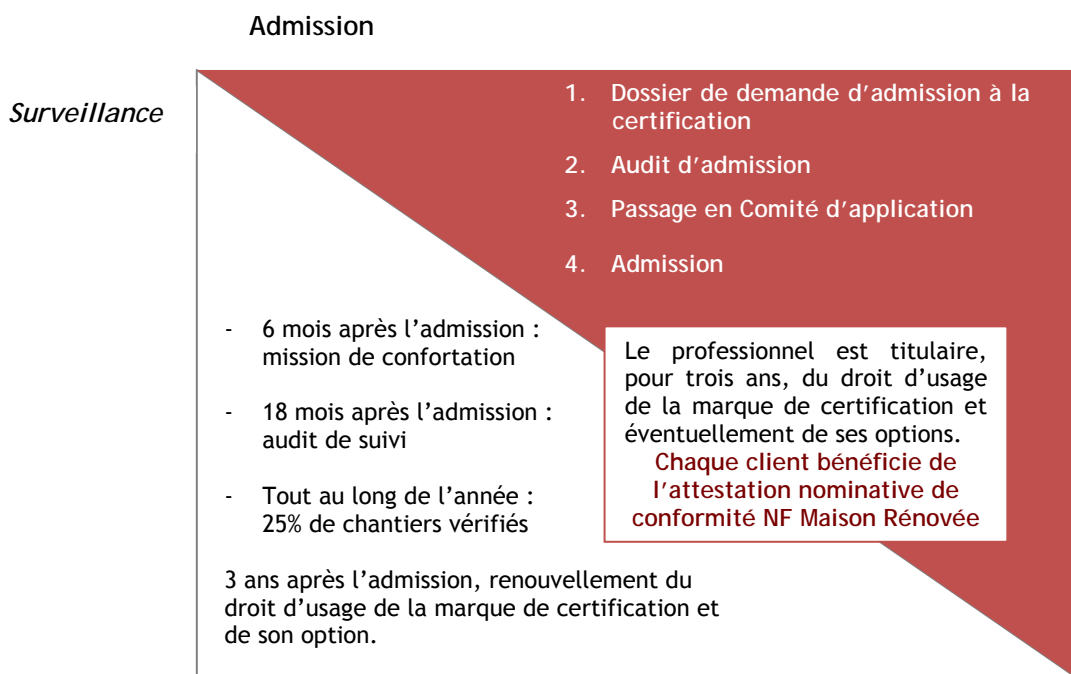 Admission
Surveillance
1. Dossier de demande d’admission à la
certification
2. Audit d’admission
3. Passage en Comité d’application
4. Admission
- 6 mois après l’admission :
mission de confortation
- 18 mois après l’admission :
audit de suivi
- Tout au long de l’année :
25% de chantiers vérifiés
3 ans après l’admission, renouvellement du
droit d’usage de la marque de certification et
de son option.
Le professionnel est titulaire,
pour trois ans, du droit d’usage
de la marque de certification et
éventuellement de ses options.
Chaque client bénéficie de
l’attestation nominative de
conformité NF Maison Rénovée